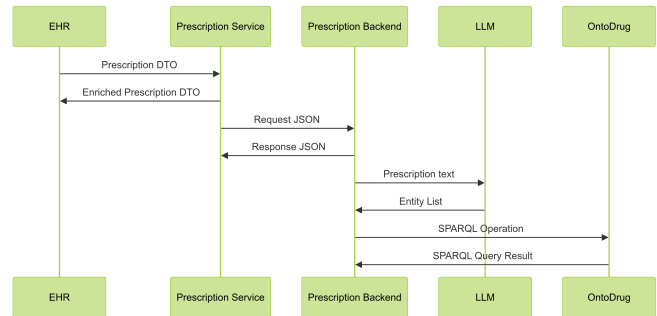 EHR
Prescription Service
Prescription Backend
LLM
OntoDrug
Prescription DTO
Enriched Prescription DTO
Request JSON
Response JSON
Prescription text
Entity List
SPARQL Operation
SPARQL Query Result
EHR
Prescription Service
Prescription Backend
LLM
OntoDrug